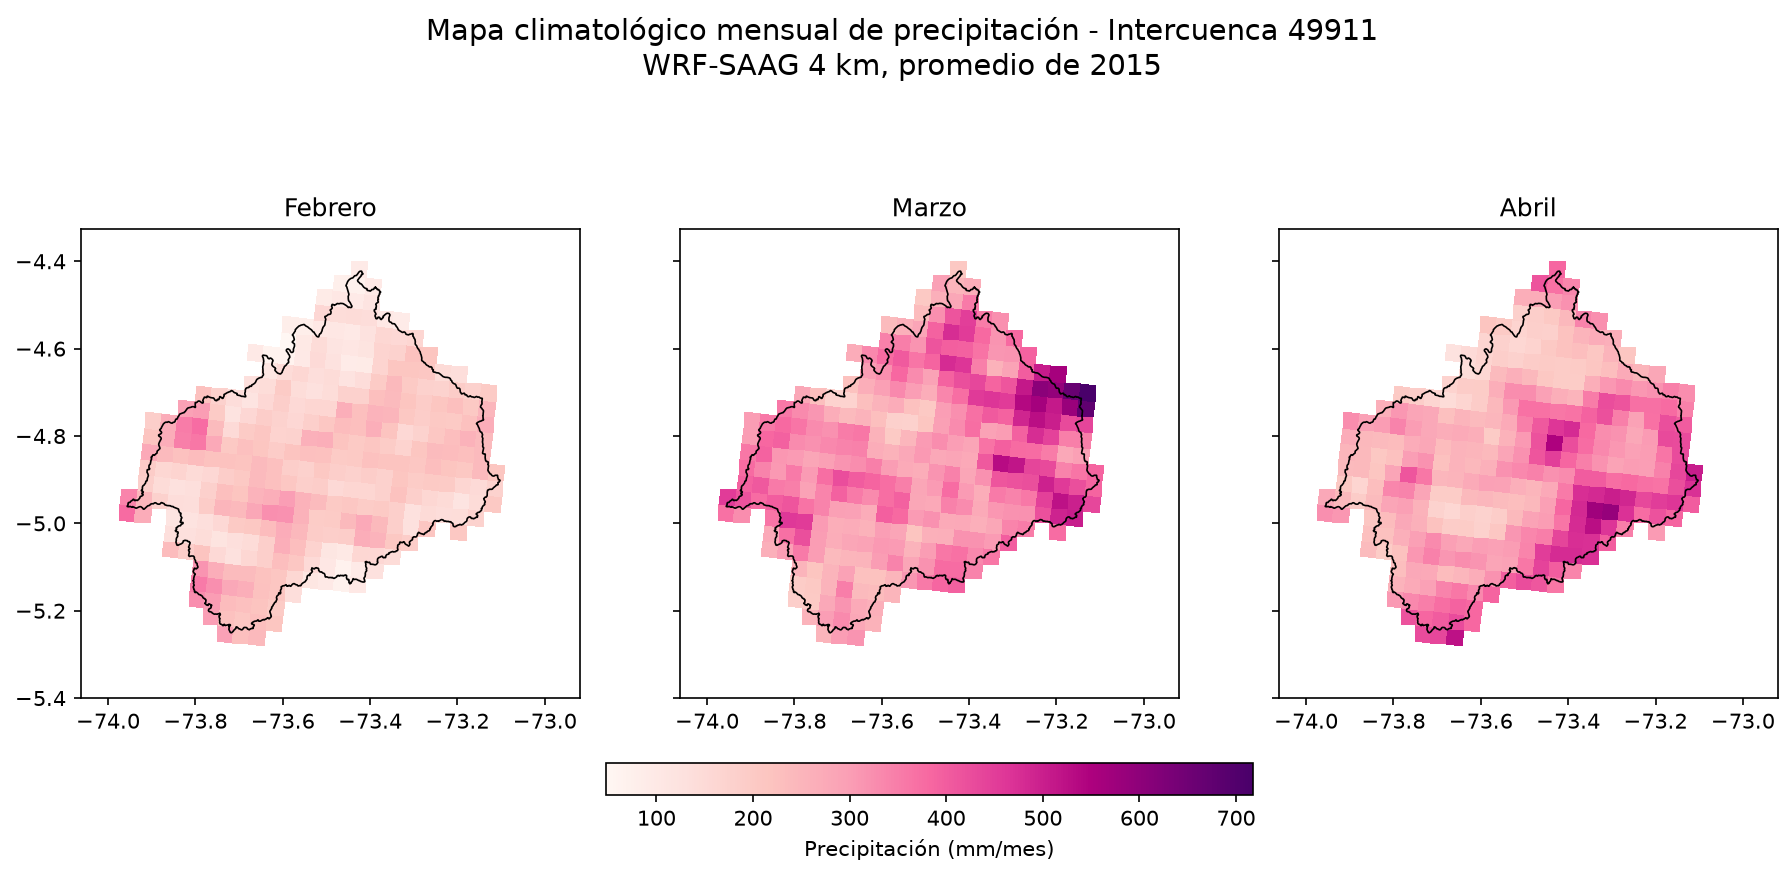 Mapa climatológico mensual de precipitación - Intercuenca 49911
WRF-SAAG 4 km, promedio de 2015
Febrero
Marzo
Abril
−4.4
−4.6
−4.8
−5.0
−5.2
−5.4
−74.0 −73.8 −73.6 −73.4 −73.2 −73.0
−74.0 −73.8 −73.6 −73.4 −73.2 −73.0
−74.0 −73.8 −73.6 −73.4 −73.2 −73.0
100 200 300 400 500 600 700
Precipitación (mm/mes)